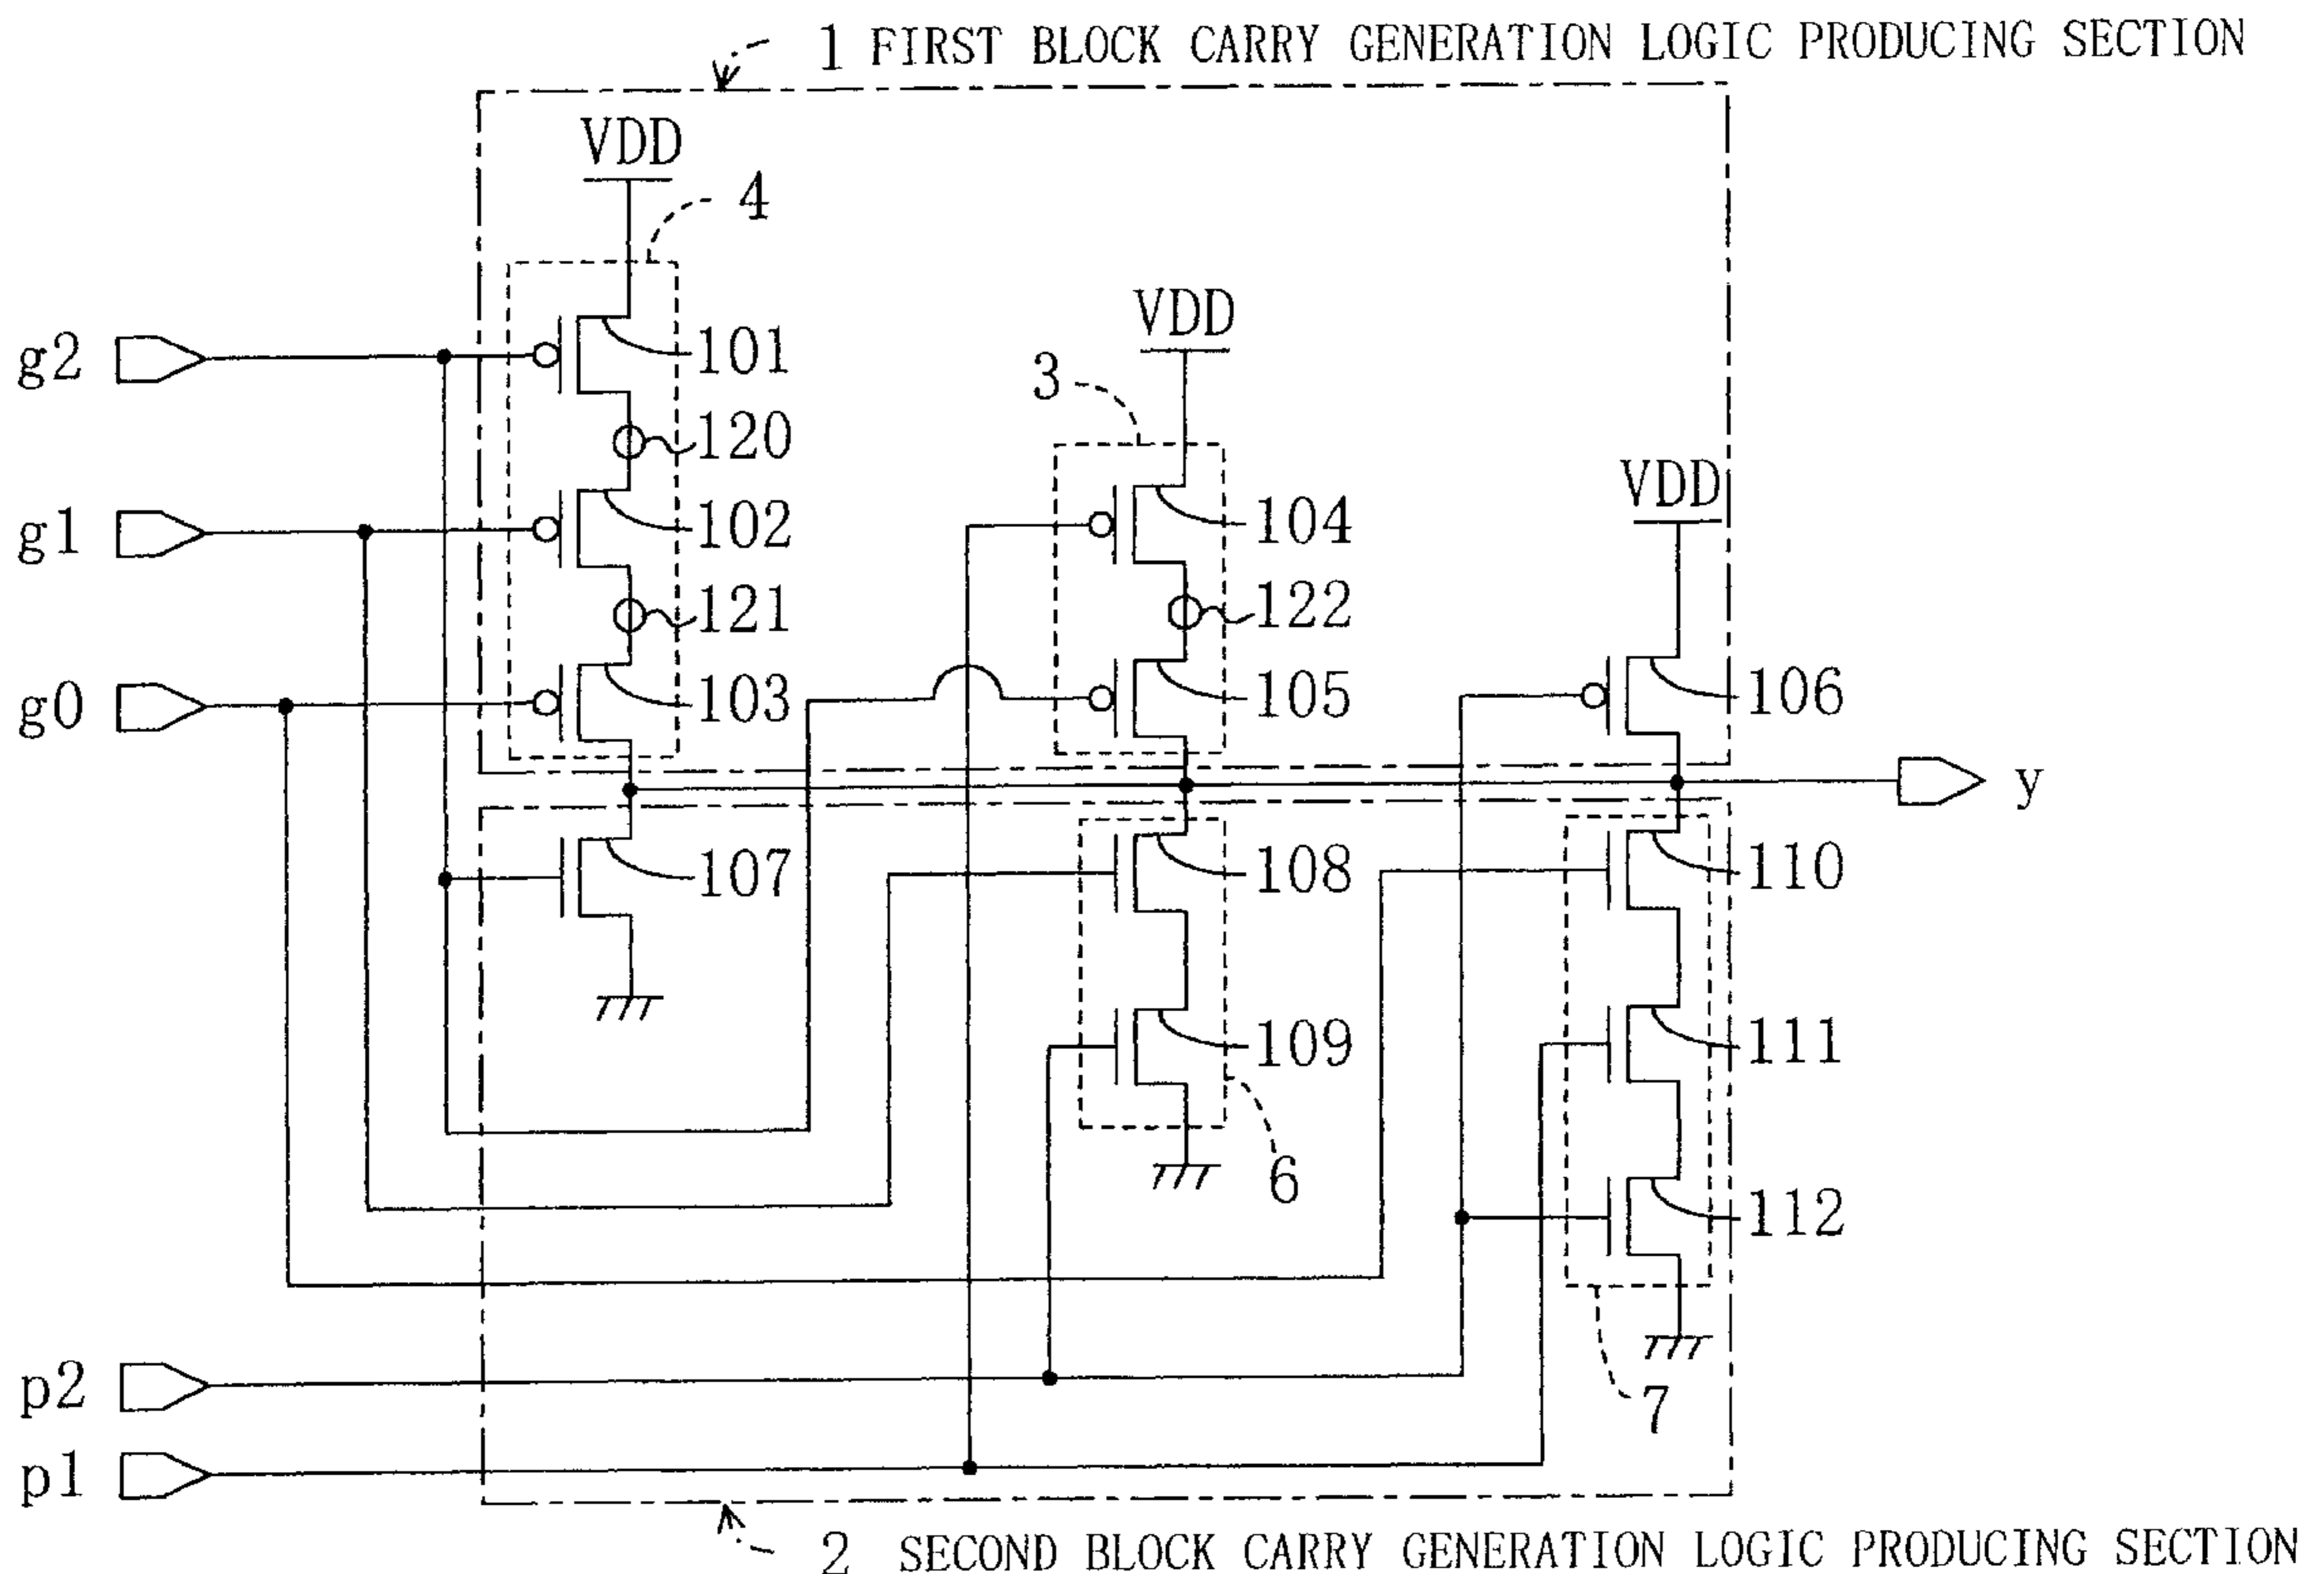 1 FIRST BLOCK CARRY GENERATION LOGIC PRODUCING SECTION
VDD
4
g2
101
VDD
3
120
VDD
g1
102
104
121
122
g0
103
105
106
y
107
108
110
109
111
6
112
p2
7
p1
2 SECOND BLOCK CARRY GENERATION LOGIC PRODUCING SECTION